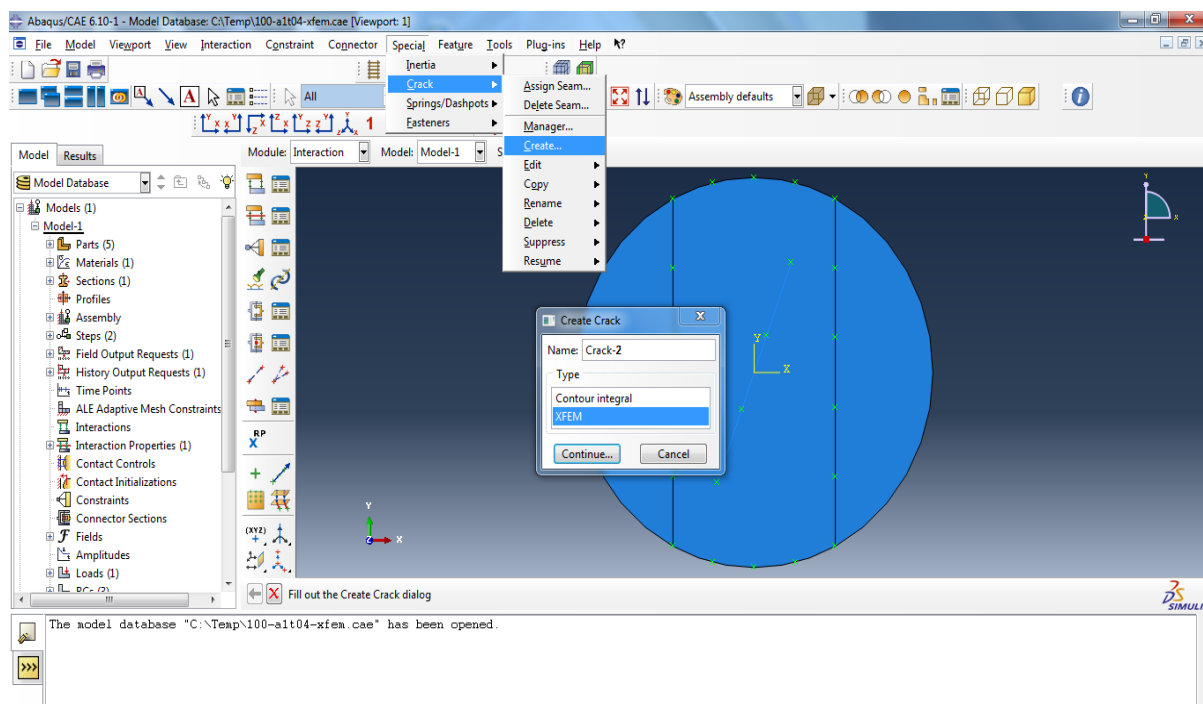 Abaqus/CAE 6.10-1 - Model Database: C:\Temp\100-a1t04-xfem.cae [Viewport: 1]
File Model Viewport View Interaction Constraint Connector Special Feature Tools Plug-ins Help
Inertia
Crack
Springs/Dashpots
Fasteners
Assign Seam...
Delete Seam...
Manager...
Create...
Edit
Copy
Rename
Delete
Suppress
Resume
A A All Assembly defaults
1
Model Results
Module: Interaction Model: Model-1 S
Model Database
Models (1)
Model-1
Parts (5)
Materials (1)
Sections (1)
Profiles
Assembly
Steps (2)
Field Output Requests (1)
History Output Requests (1)
Time Points
ALE Adaptive Mesh Constraints
Interactions
Interaction Properties (1)
Contact Controls
Contact Initializations
Constraints
Connector Sections
Fields
Amplitudes
Loads (1)
BCs (2)
RP
(XYZ)
Create Crack
Name: Crack-2
Type
Contour integral
XFEM
Continue... Cancel
Y
X
Y
Z X
Y
X
Fill out the Create Crack dialog
SIMULI
The model database "C:\Temp\100-a1t04-xfem.cae" has been opened.
>>>